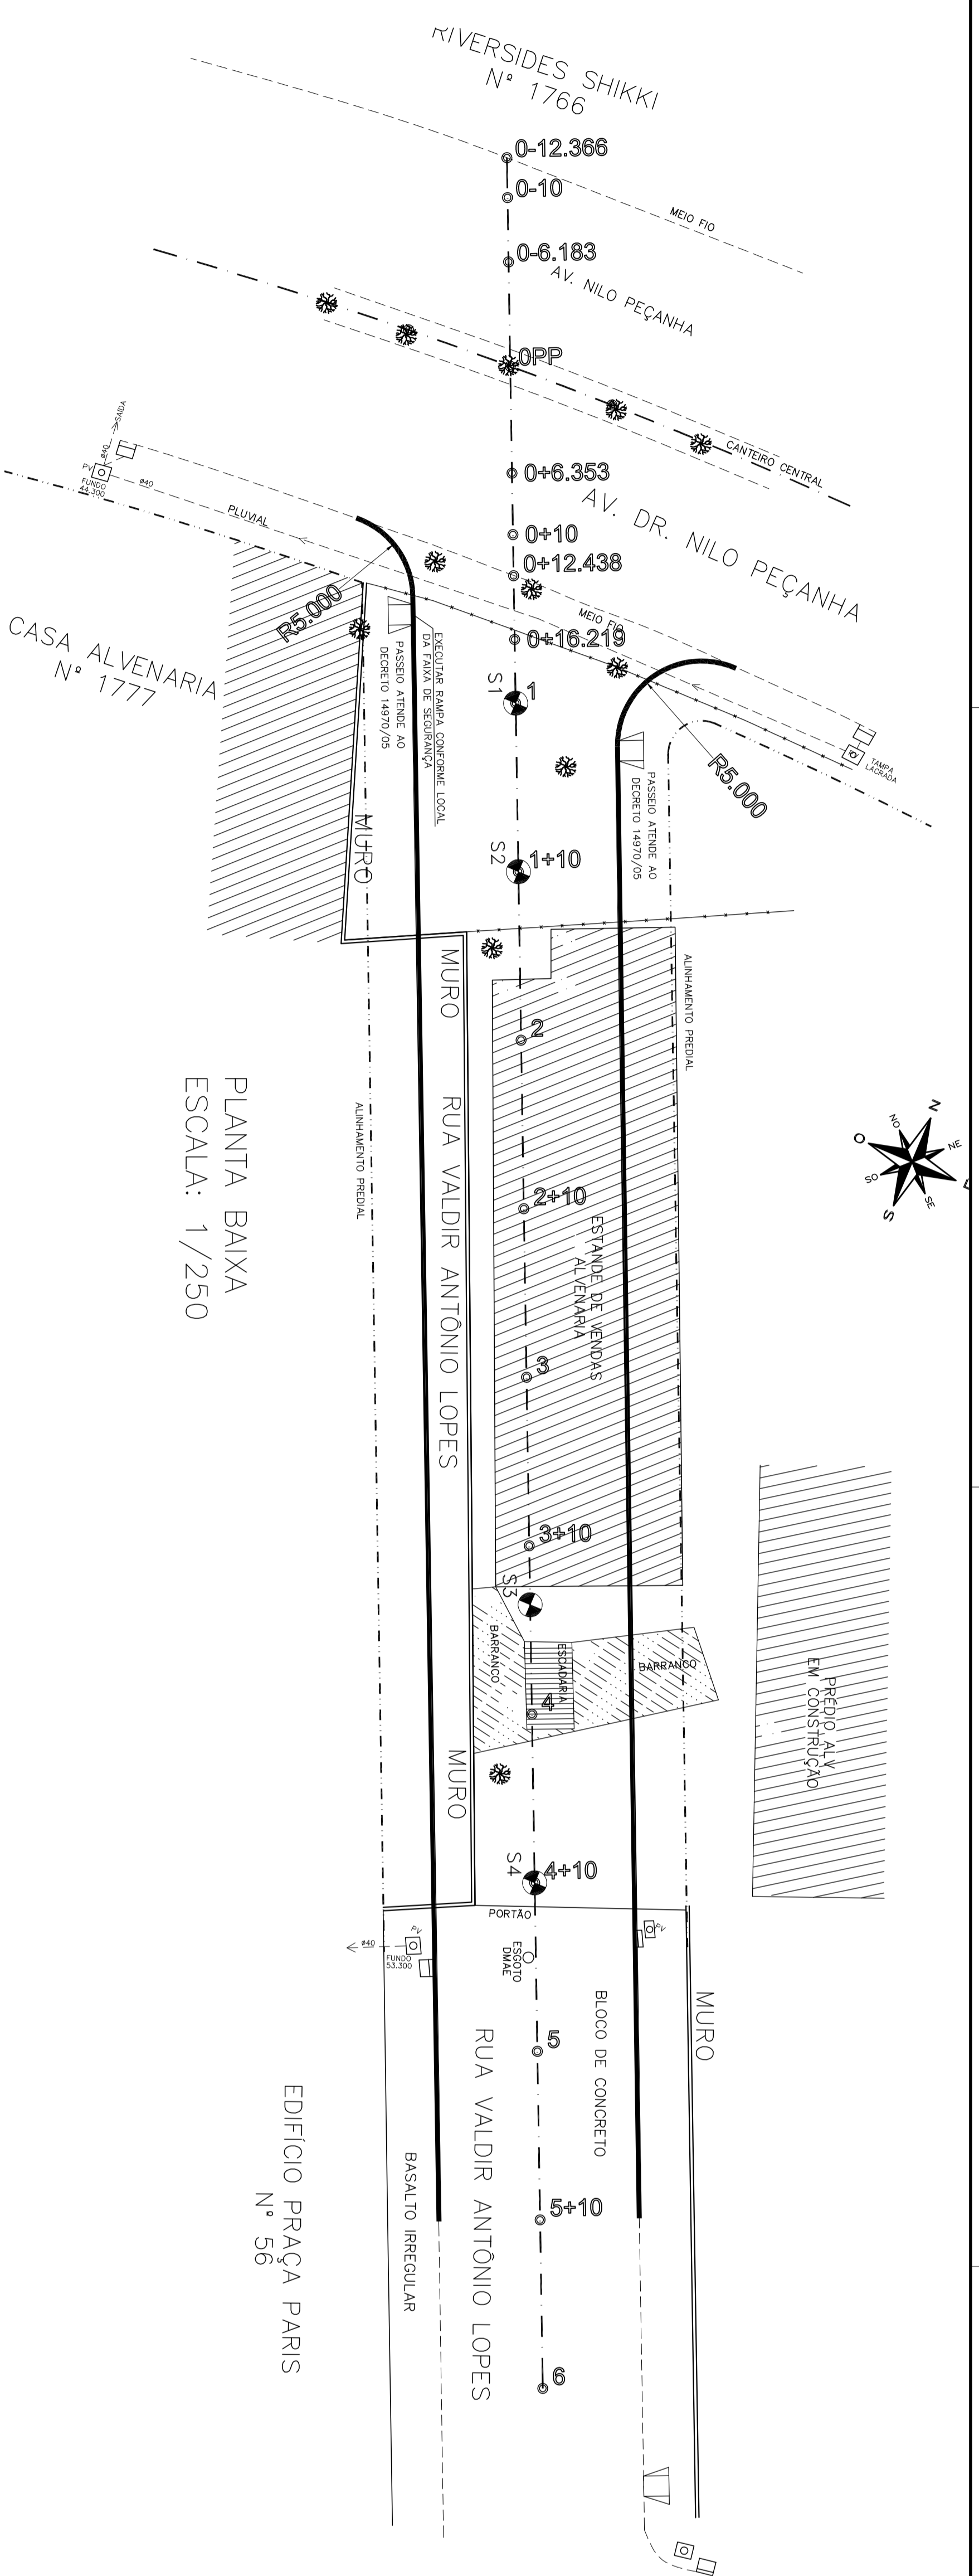 RIVERSIDES SHIKKI
N° 1766
0-12.366
0-10
MEIO FIO
0-6.183
AV. NILO PEÇANHA
0PP
CANTEIRO CENTRAL
0+6.353
AV. DR. NILO PEÇANHA
0+10
0+12.438
MEIO FIO
0+16.219
SAÍDA
ø40
PV
FUNDO
44.300
ø40
PLUVIAL
R5.000
CASA ALVENARIA
N° 1777
EXECUTAR RAMPA CONFORME LOCAL
DA FAIXA DE SEGURANÇA
PASSEIO ATENDE AO
DECRETO 14970/05
S1
1
TAMPA
LACRADA
R5.000
PASSEIO ATENDE AO
DECRETO 14970/05
MURO
S2
1+10
MURO
ALINHAMENTO PREDIAL
2
RUA VALDIR ANTÔNIO LOPES
ALINHAMENTO PREDIAL
PLANTA BAIXA
ESCALA: 1/250
N
NE
NO
O
SO
S
SE
2+10
ESTANDE DE VENDAS
ALVENARIA
3
3+10
S3
BARRANCO
ESCADARIA
BARRANCO
4
PRÉDIO ALV
EM CONSTRUÇÃO
MURO
S4
4+10
PORTÃO
PV
ø40
FUNDO
53.300
ESGOTO
DMAE
PV
BLOCO DE CONCRETO
MURO
5
RUA VALDIR ANTÔNIO LOPES
EDIFÍCIO PRAÇA PARIS
N° 56
BASALTO IRREGULAR
5+10
6